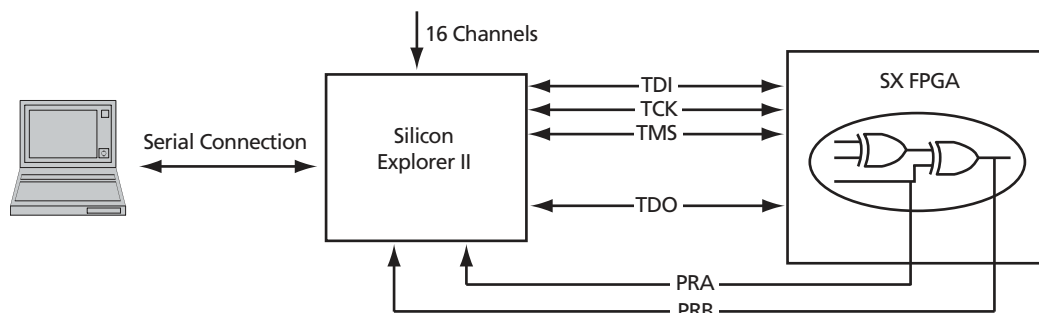 16 Channels
Serial Connection
Silicon
Explorer II
TDI
TCK
TMS
TDO
SX FPGA
PRA
PRB